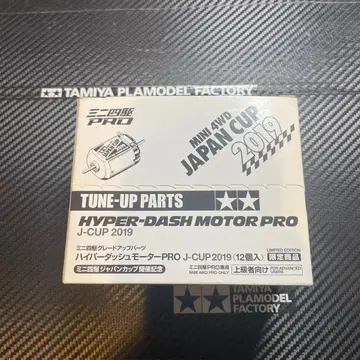 TAMIYA PLAMODEL FACTORY
ミニ四駆
PRO
MINI 4WD
JAPAN CUP
2019
TUNE-UP PARTS
HYPER-DASH MOTOR PRO
J-CUP 2019
ミニ四駆グレードアップパーツ
ハイパーダッシュモーターPRO J-CUP 2019 (12個入)
LIMITED EDITION
限定商品
ミニ四駆ジャパンカップ開催記念
ミニ四駆PRO専用
MINI 4WD PRO ONLY
上級者向け
FOR ADVANCED USERS
TAMIYA PLAMODEL
FACTORY